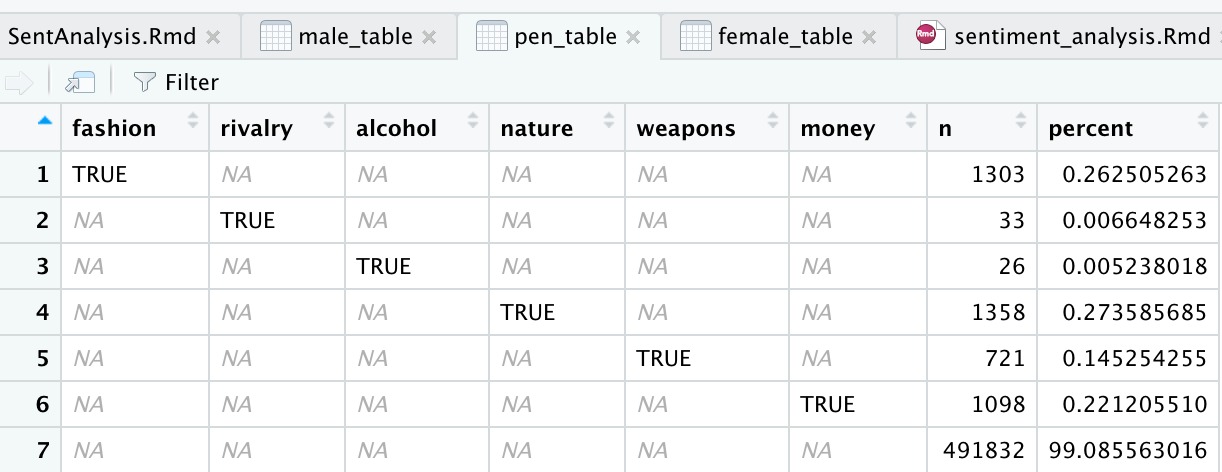 SentAnalysis.Rmd × male_table × pen_table × female_table × Rmd sentiment_analysis.Rmd
Filter
fashion rivalry alcohol nature weapons money n percent
1 TRUE NA NA NA NA NA 1303 0.262505263
2 NA TRUE NA NA NA NA 33 0.006648253
3 NA NA TRUE NA NA NA 26 0.005238018
4 NA NA NA TRUE NA NA 1358 0.273585685
5 NA NA NA NA TRUE NA 721 0.145254255
6 NA NA NA NA NA TRUE 1098 0.221205510
7 NA NA NA NA NA NA 491832 99.085563016